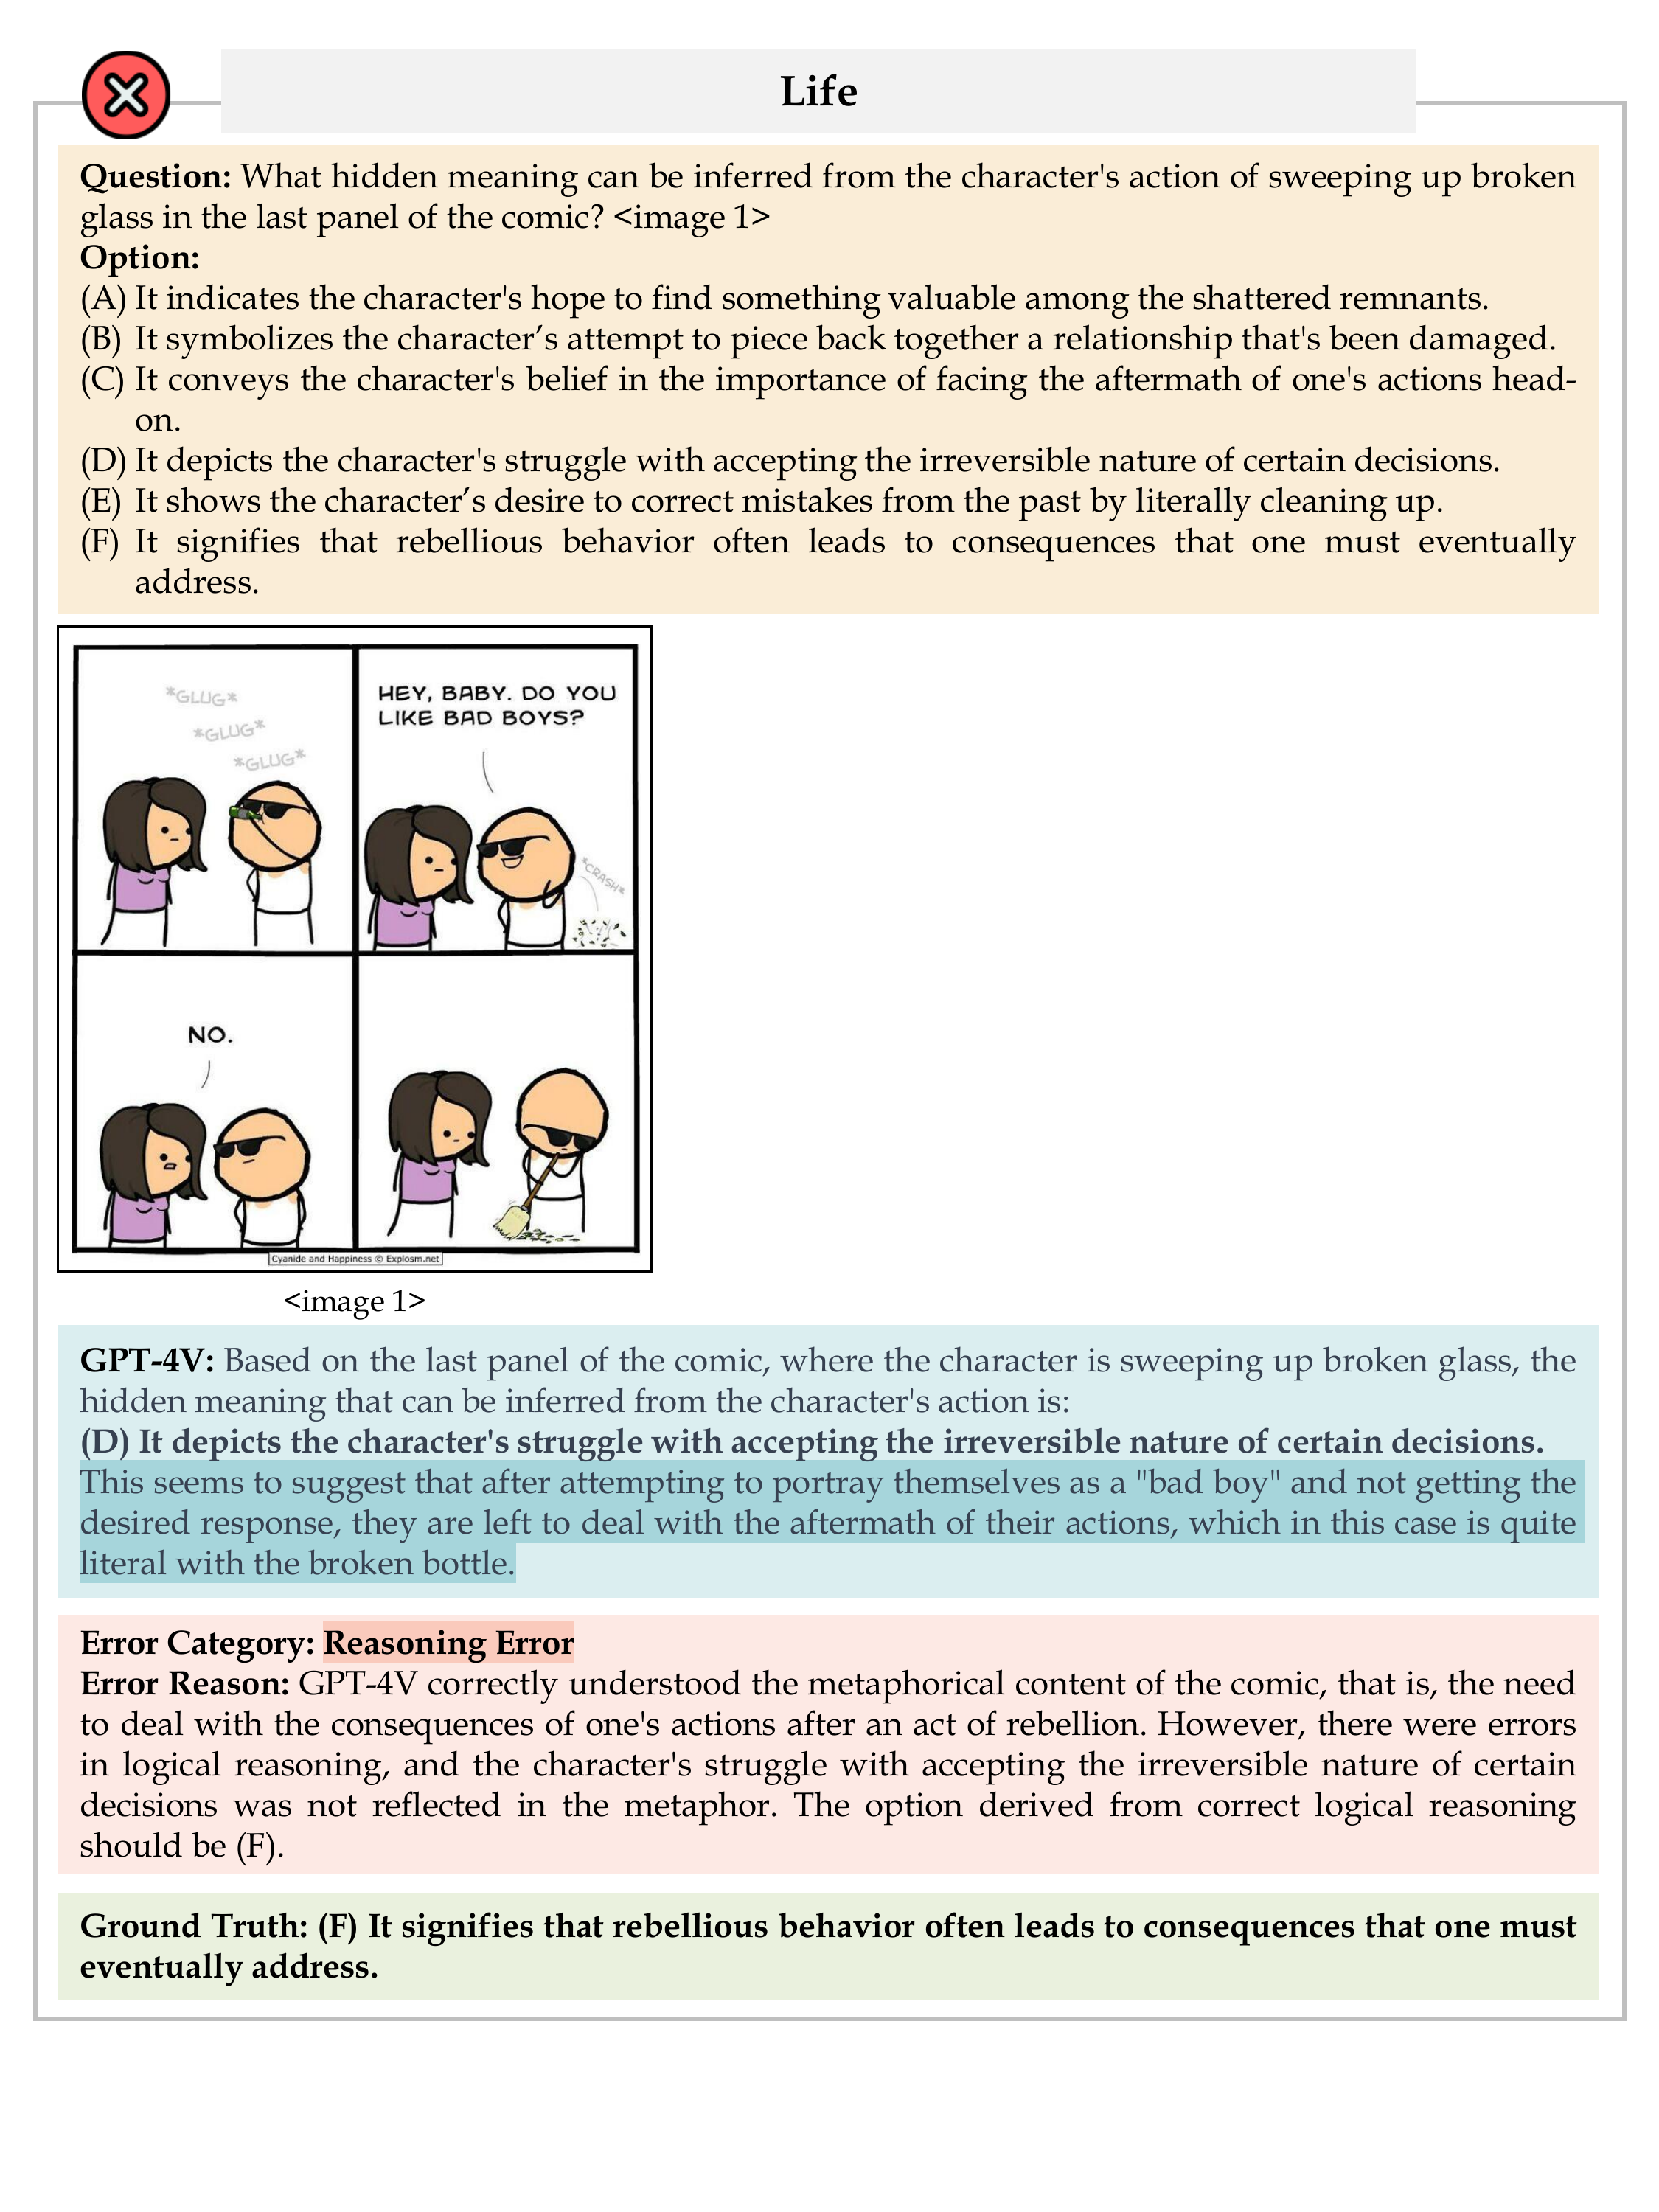 Life
Question: What hidden meaning can be inferred from the character's action of sweeping up broken
glass in the last panel of the comic? <image 1>
Option:
(A) It indicates the character's hope to find something valuable among the shattered remnants.
(B) It symbolizes the character’s attempt to piece back together a relationship that's been damaged.
(C) It conveys the character's belief in the importance of facing the aftermath of one's actions head-
on.
(D) It depicts the character's struggle with accepting the irreversible nature of certain decisions.
(E) It shows the character’s desire to correct mistakes from the past by literally cleaning up.
(F) It signifies that rebellious behavior often leads to consequences that one must eventually
address.
*GLUG*
*GLUG*
*GLUG*
HEY, BABY. DO YOU
LIKE BAD BOYS?
*CRASH*
NO.
Cyanide and Happiness © Explosm.net
<image 1>
GPT-4V: Based on the last panel of the comic, where the character is sweeping up broken glass, the
hidden meaning that can be inferred from the character's action is:
(D) It depicts the character's struggle with accepting the irreversible nature of certain decisions.
This seems to suggest that after attempting to portray themselves as a "bad boy" and not getting the
desired response, they are left to deal with the aftermath of their actions, which in this case is quite
literal with the broken bottle.
Error Category: Reasoning Error
Error Reason: GPT-4V correctly understood the metaphorical content of the comic, that is, the need
to deal with the consequences of one's actions after an act of rebellion. However, there were errors
in logical reasoning, and the character's struggle with accepting the irreversible nature of certain
decisions was not reflected in the metaphor. The option derived from correct logical reasoning
should be (F).
Ground Truth: (F) It signifies that rebellious behavior often leads to consequences that one must
eventually address.